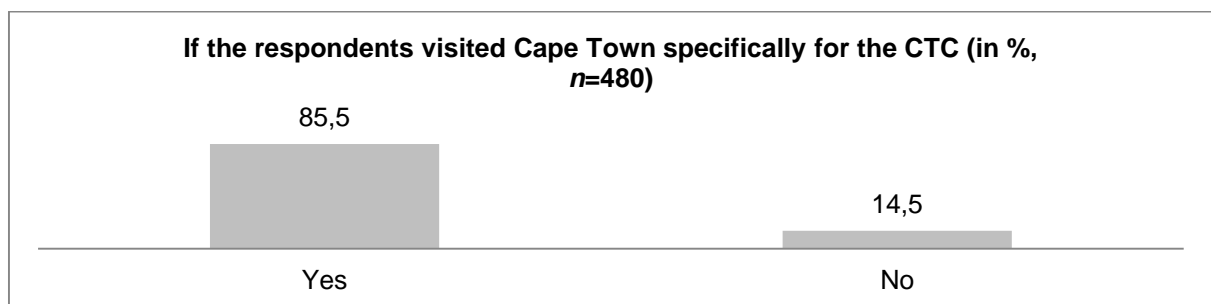 If the respondents visited Cape Town specifically for the CTC (in %,
n=480)
85,5
14,5
Yes
No